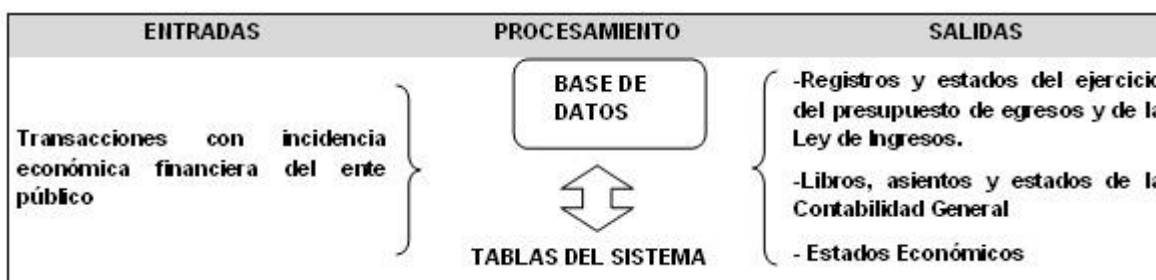 ENTRADAS PROCESAMIENTO SALIDAS
Transacciones con incidencia
económica financiera del ente
público
BASE DE
DATOS
TABLAS DEL SISTEMA
-Registros y estados del ejercicio
del presupuesto de egresos y de la
Ley de Ingresos.
-Libros, asientos y estados de la
Contabilidad General
- Estados Económicos